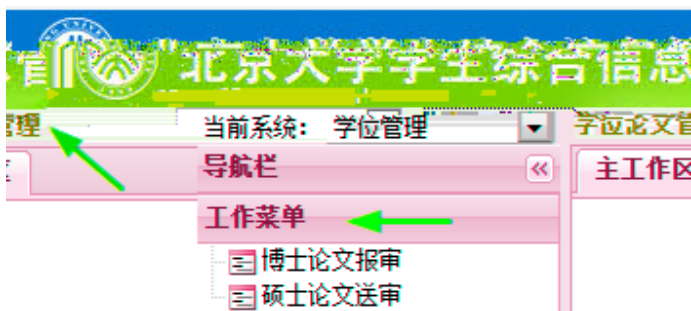 北京大学学生综合信息
管理
当前系统： 学位管理
学位论文管
导航栏
主工作区
工作菜单
博士论文报审
硕士论文送审